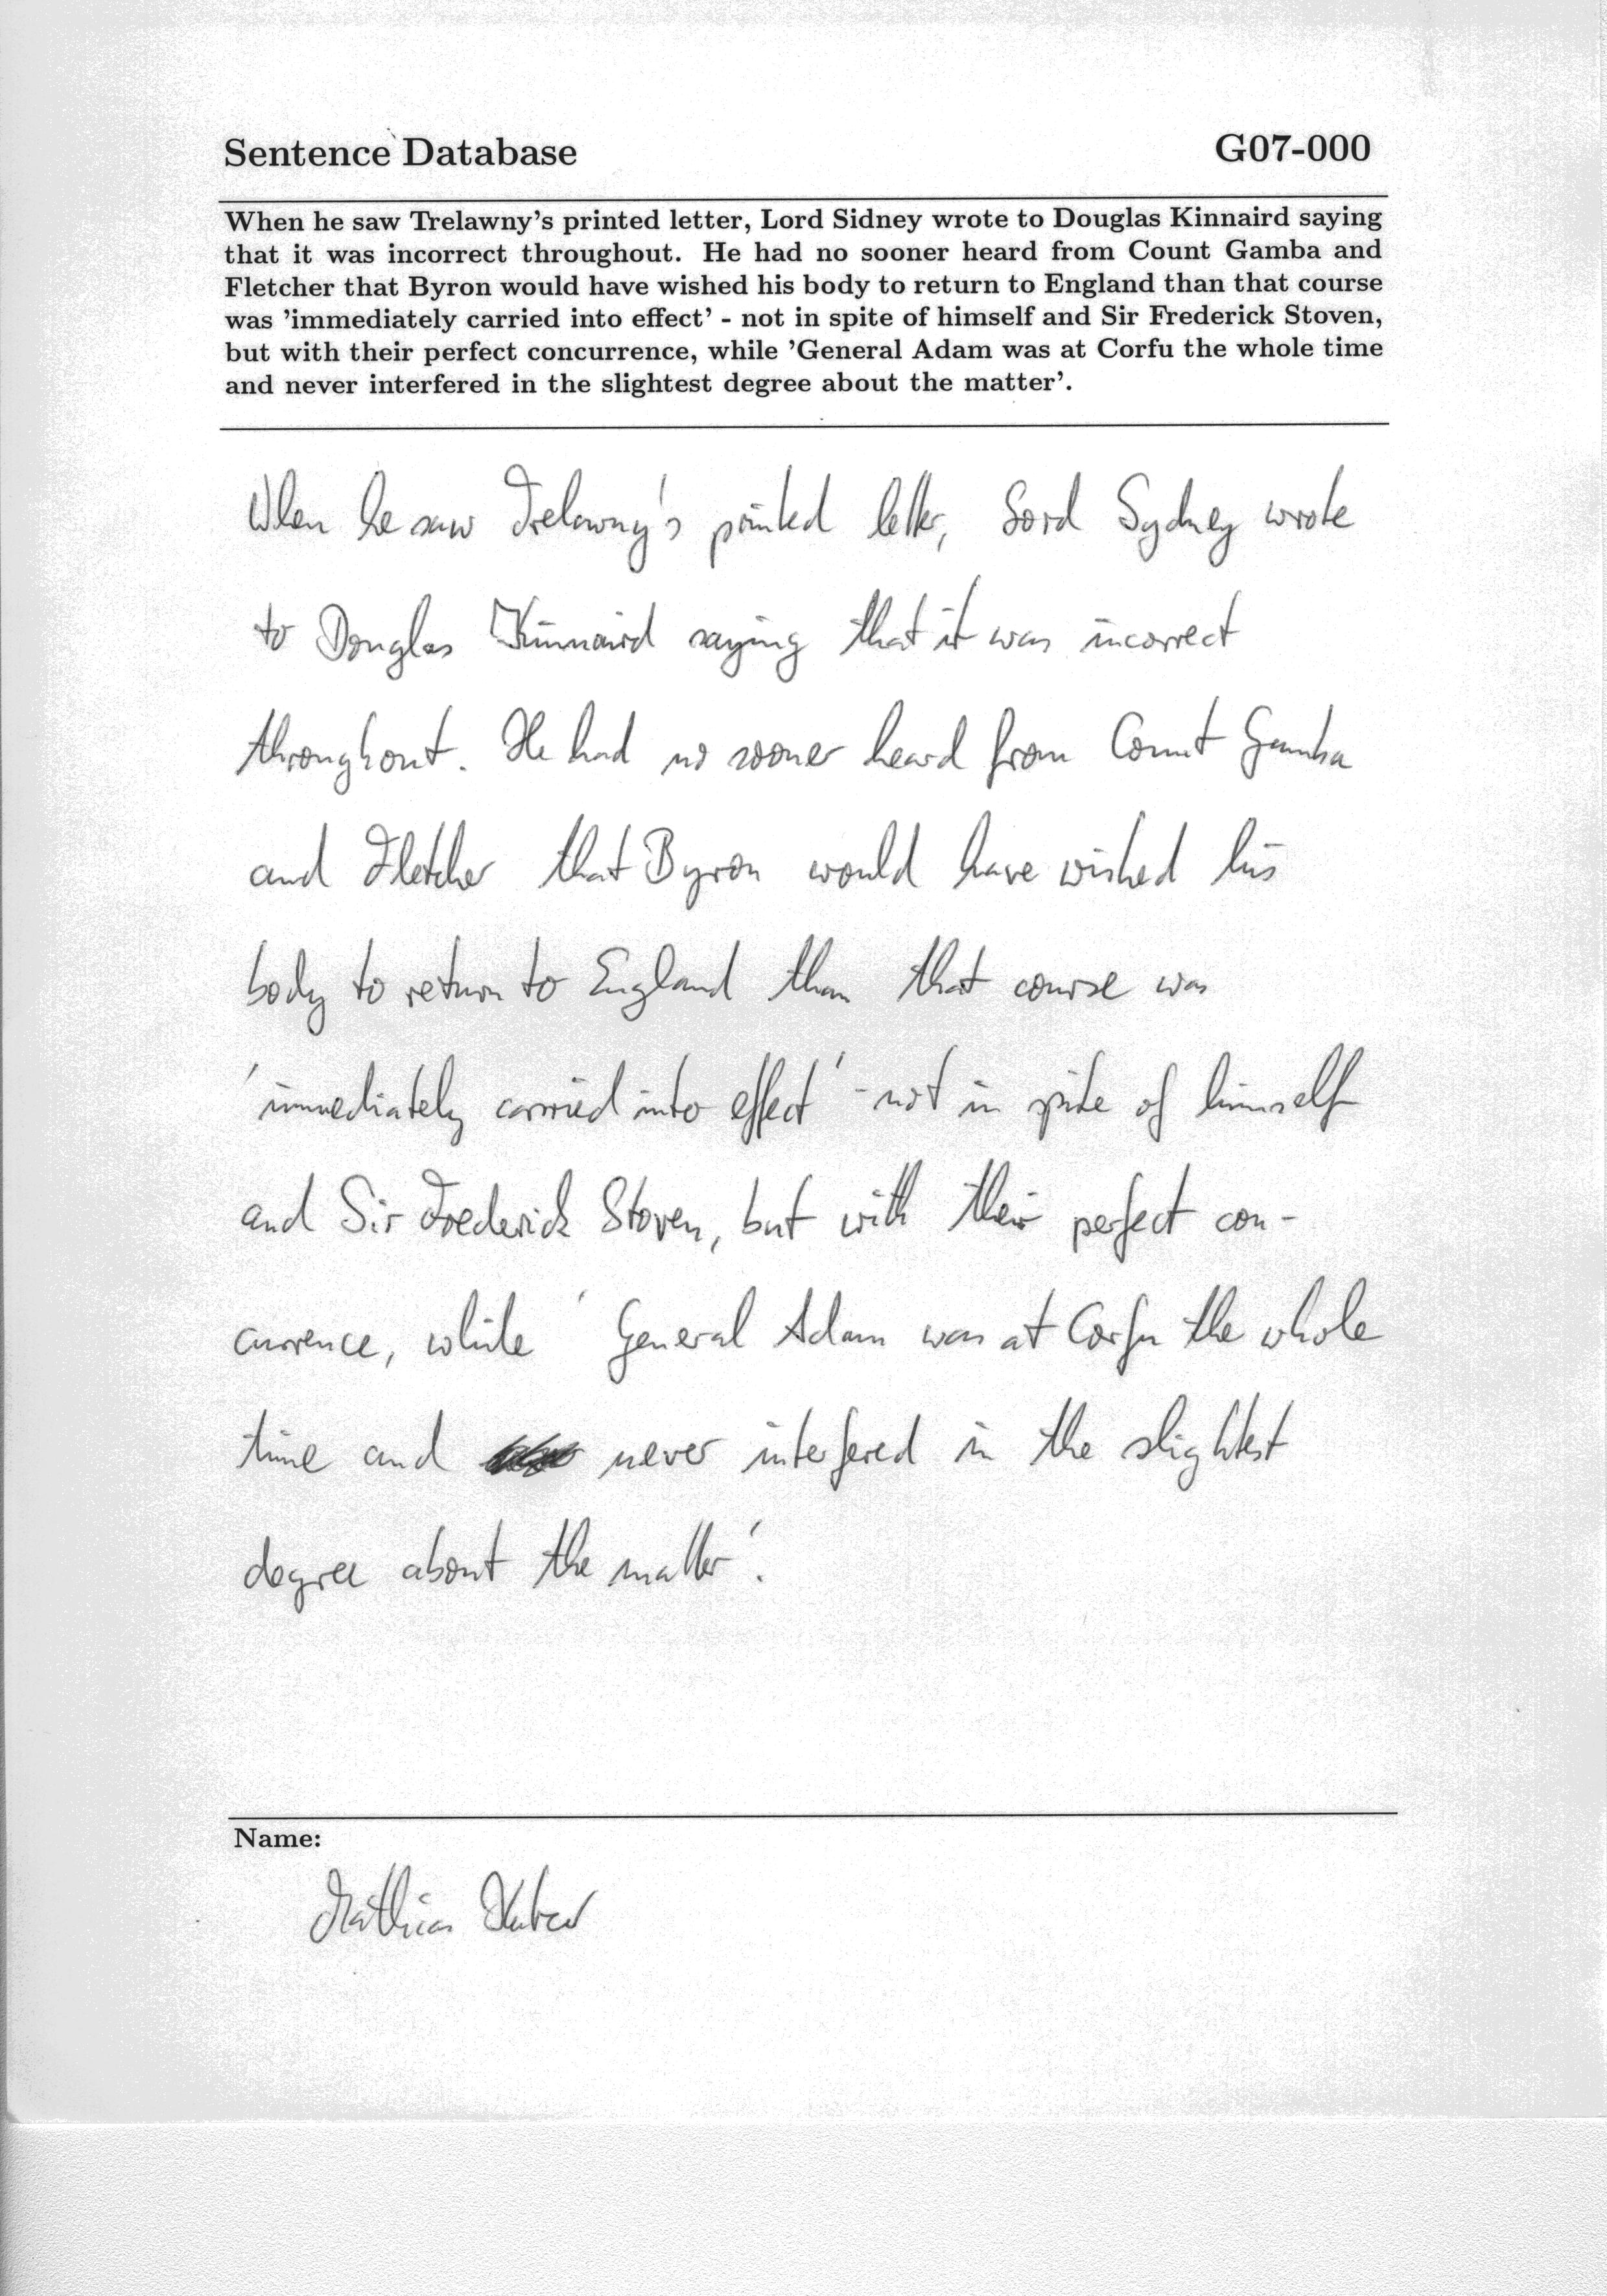 Sentence Database G07-000
When he saw Trelawny's printed letter, Lord Sidney wrote to Douglas Kinnaird saying
that it was incorrect throughout. He had no sooner heard from Count Gamba and
Fletcher that Byron would have wished his body to return to England than that course
was 'immediately carried into effect' - not in spite of himself and Sir Frederick Stoven,
but with their perfect concurrence, while 'General Adam was at Corfu the whole time
and never interfered in the slightest degree about the matter'.
When he saw Trelawny's printed letter, Lord Sydney wrote
to Douglas Kinnaird saying that it was incorrect
throughout. He had no sooner heard from Count Gamba
and Fletcher that Byron would have wished his
body to return to England than that course was
'immediately carried into effect' - not in spite of himself
and Sir Frederick Stoven, but with their perfect con-
currence, while 'General Adam was at Corfu the whole
time and never interfered in the slightest
degree about the matter'.
Name:
Mathias